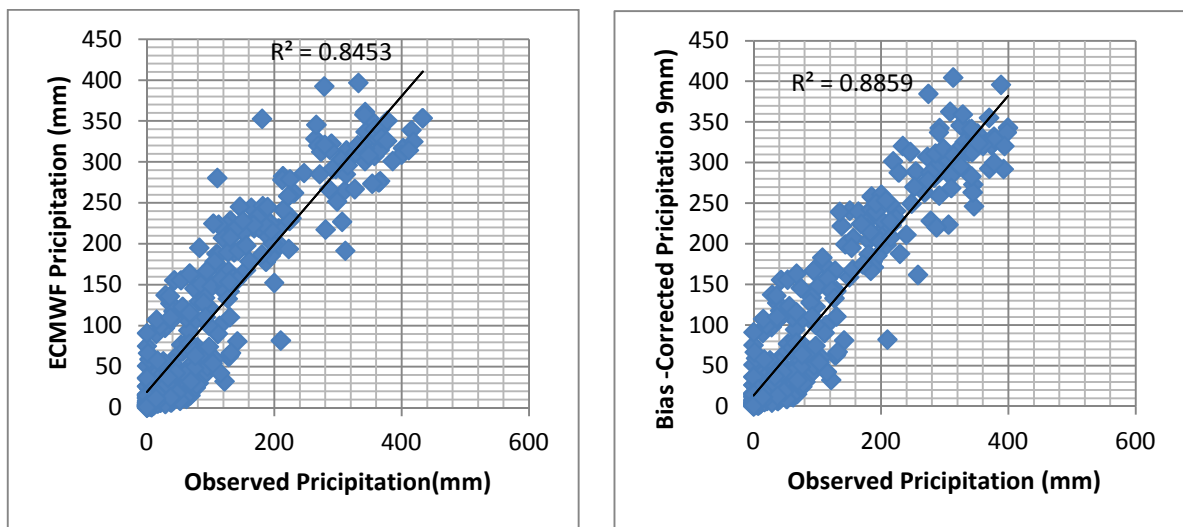 ECMWF Pricipitation (mm)
450
400
350
300
250
200
150
100
50
0
R² = 0.8453
0 200 400 600
Observed Pricipitation(mm)
Bias -Corrected Pricipitation 9mm)
450
400
350
300
250
200
150
100
50
0
R² = 0.8859
0 200 400 600
Observed Pricipitation (mm)